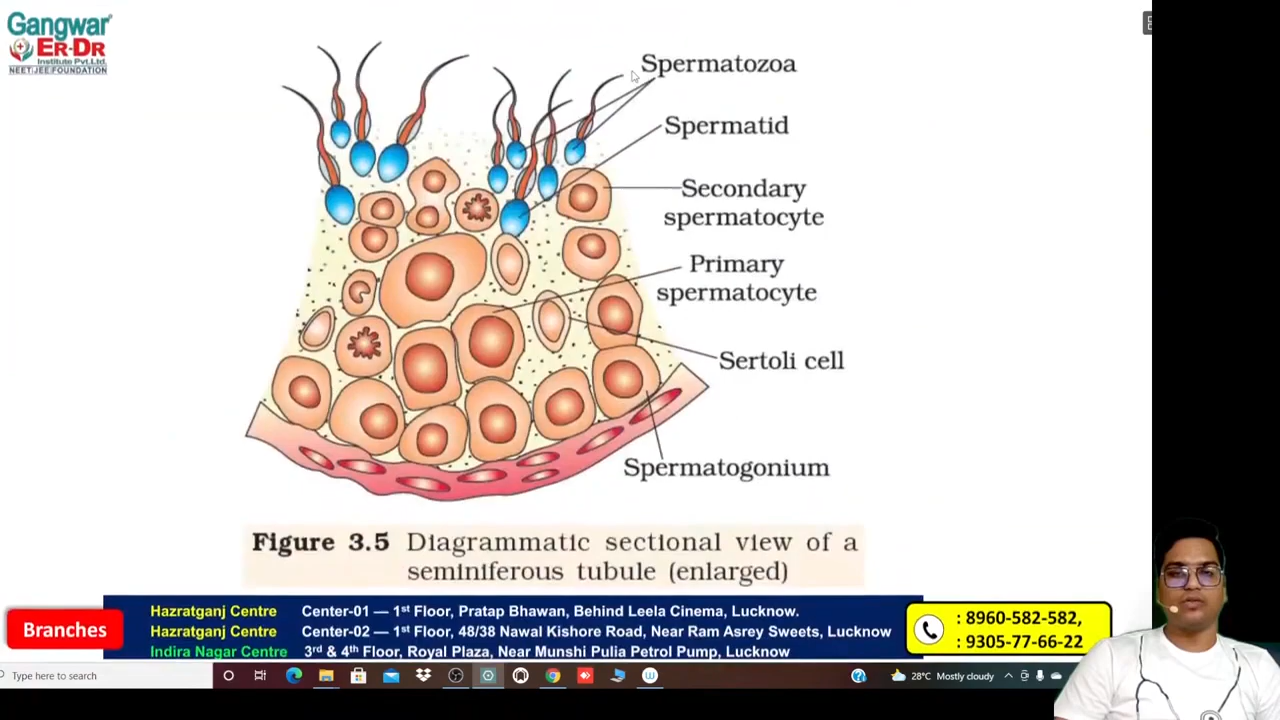 Gangwar
ER-DR
Institute Pvt.Ltd.
NEET|JEE|FOUNDATION
Spermatozoa
Spermatid
Secondary
spermatocyte
Primary
spermatocyte
Sertoli cell
Spermatogonium
Figure 3.5 Diagrammatic sectional view of a
seminiferous tubule (enlarged)
Branches
Hazratganj Centre Center-01 — 1st Floor, Pratap Bhawan, Behind Leela Cinema, Lucknow.
Hazratganj Centre Center-02 — 1st Floor, 48/38 Nawal Kishore Road, Near Ram Asrey Sweets, Lucknow
Indira Nagar Centre 3rd & 4th Floor, Royal Plaza, Near Munshi Pulia Petrol Pump, Lucknow
: 8960-582-582,
: 9305-77-66-22
Type here to search
28°C Mostly cloudy